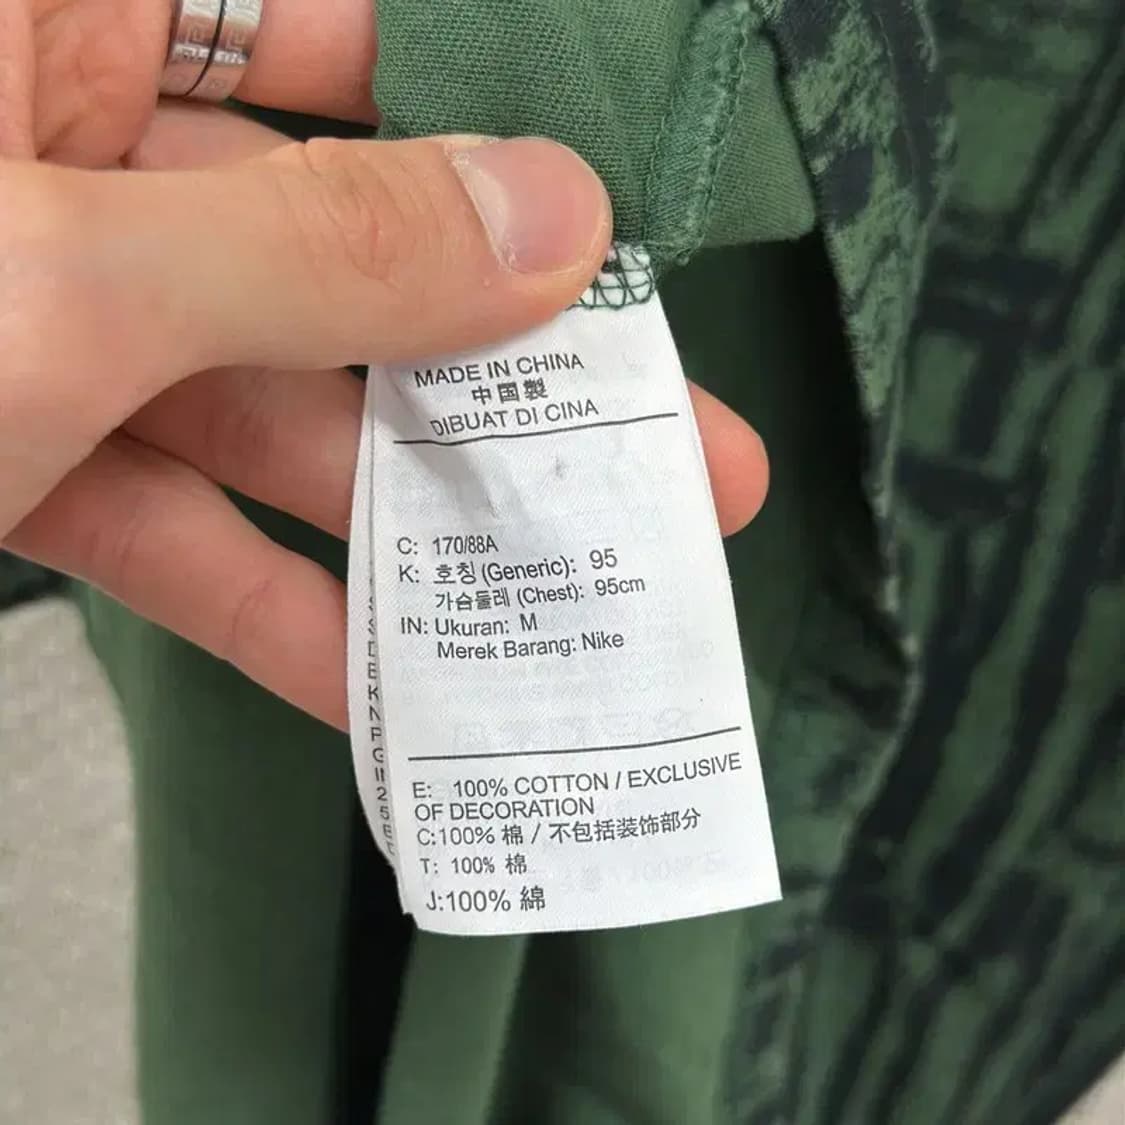 MADE IN CHINA
中国製
DIBUAT DI CINA
C: 170/88A
K: 호칭 (Generic): 95
가슴둘레 (Chest): 95cm
IN: Ukuran: M
Merek Barang: Nike
E: 100% COTTON / EXCLUSIVE
OF DECORATION
C:100% 棉 / 不包括装饰部分
T: 100% 棉
J:100% 綿